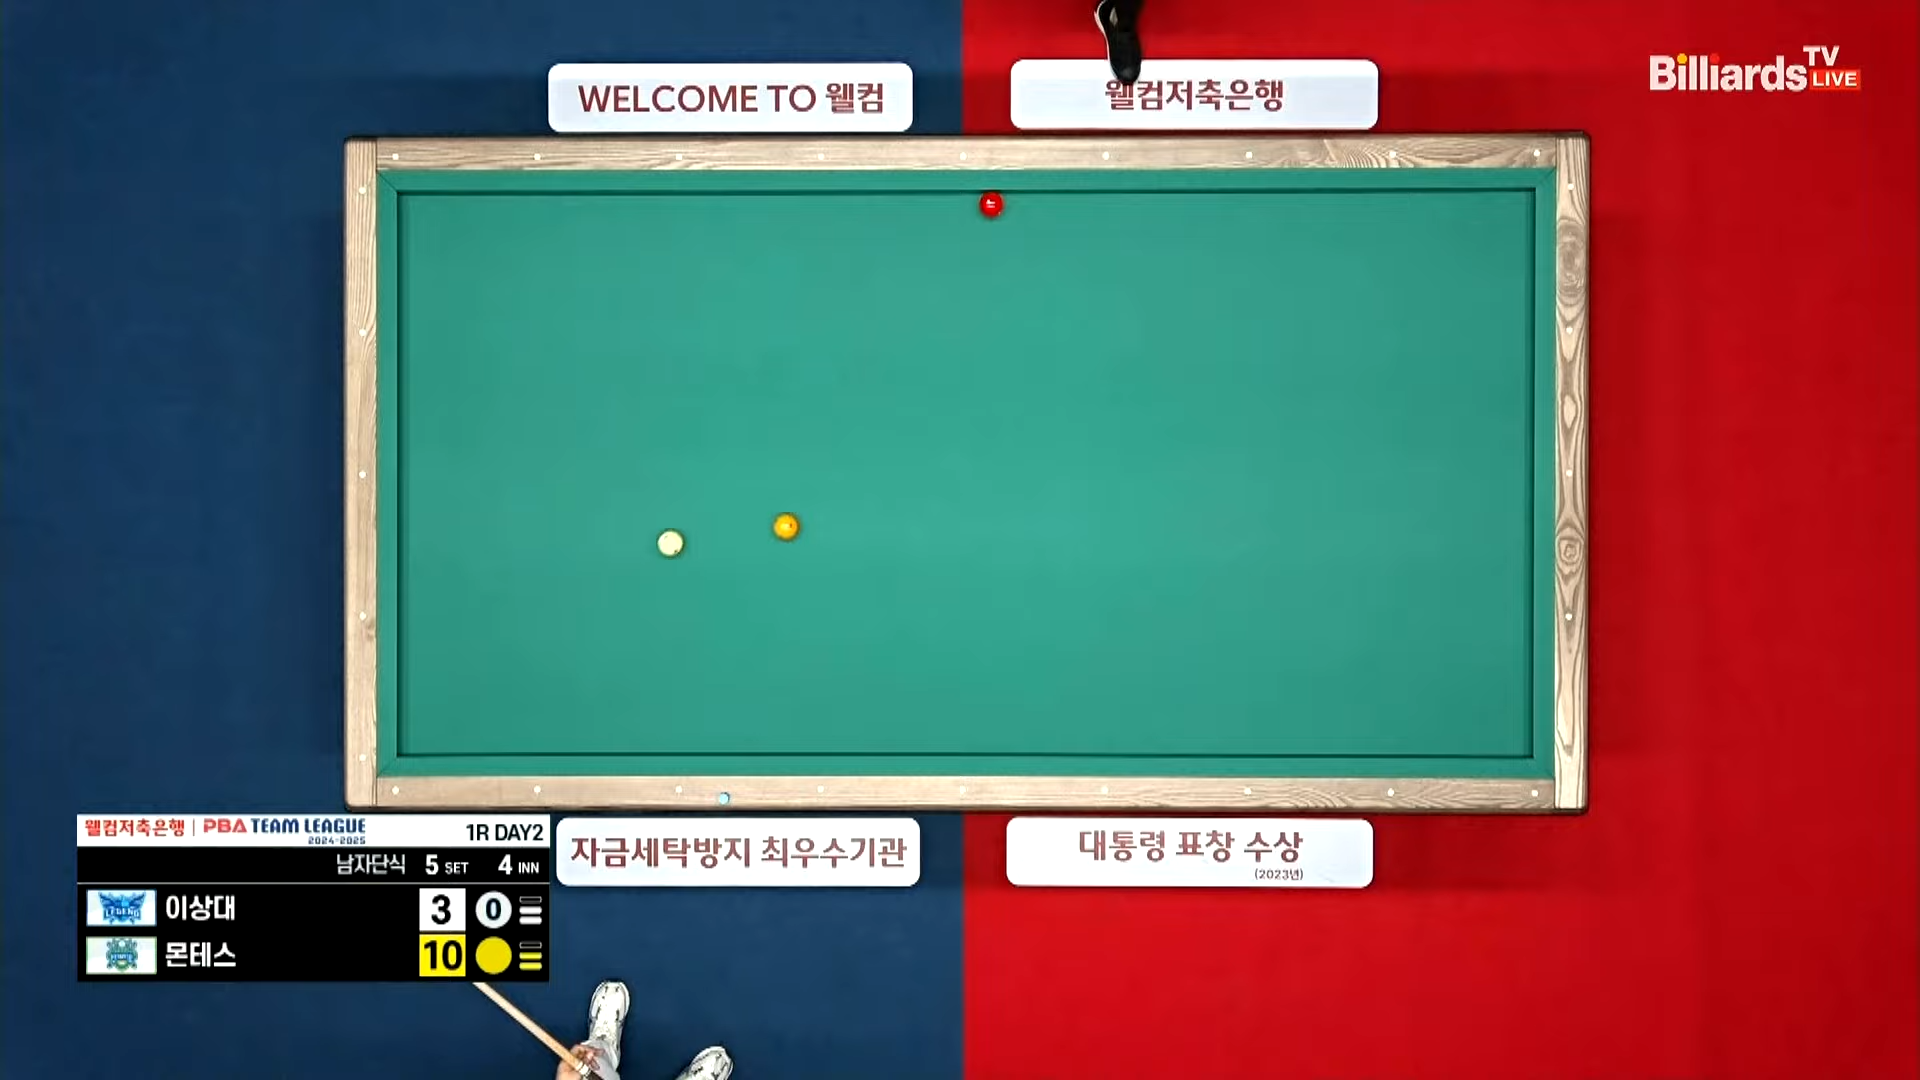 Billiards TV LIVE
WELCOME TO 웰컴
웰컴저축은행
자금세탁방지 최우수기관
대통령 표창 수상
(2023년)
웰컴저축은행 | PBA TEAM LEAGUE
2024-2025
1R DAY2
남자단식 5 SET 4 INN
이상대 3 0
몬테스 10